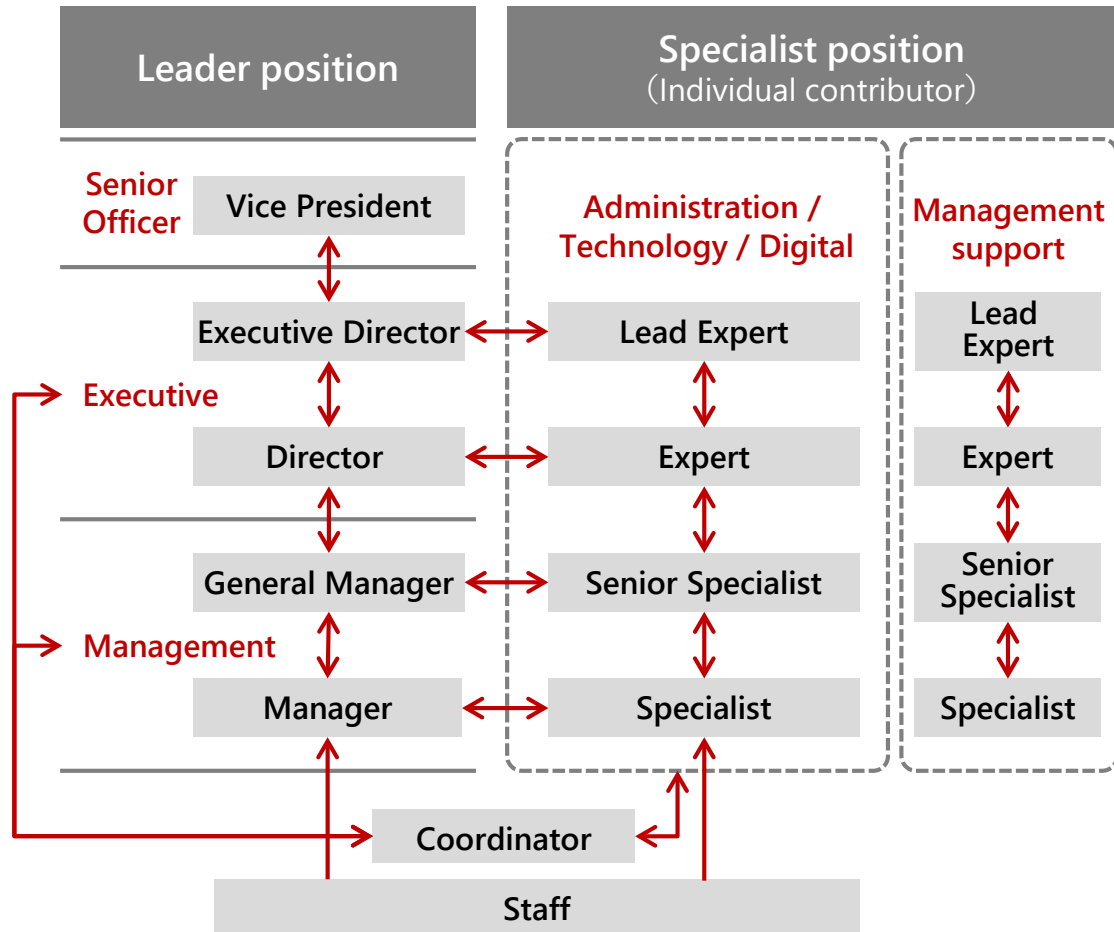 Leader position
Specialist position
（Individual contributor）
Senior
Officer
Vice President
Administration /
Technology / Digital
Management
support
Executive Director
Lead Expert
Lead
Expert
Executive
Director
Expert
Expert
General Manager
Senior Specialist
Senior
Specialist
Management
Manager
Specialist
Specialist
Coordinator
Staff